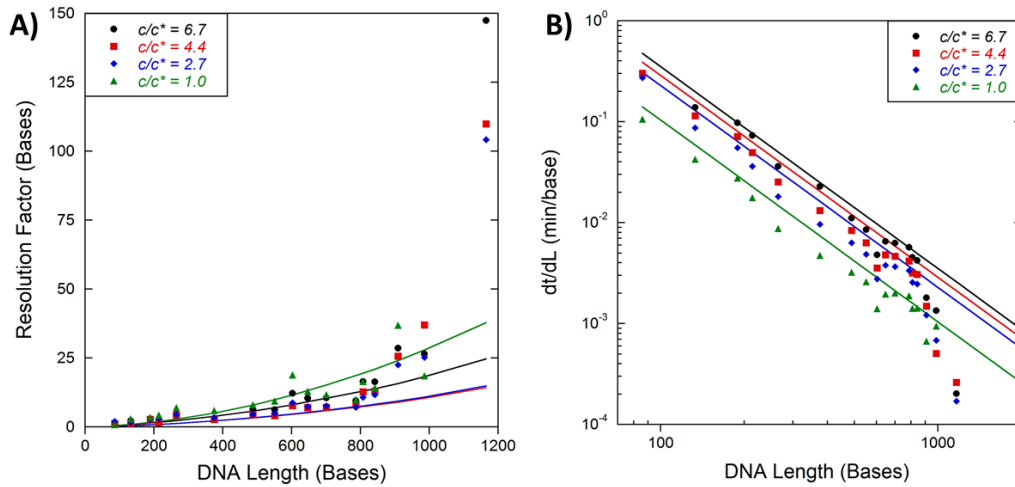 A)
c/c* = 6.7
c/c* = 4.4
c/c* = 2.7
c/c* = 1.0
Resolution Factor (Bases)
150
125
100
75
50
25
0
0 200 400 600 800 1000 1200
DNA Length (Bases)
B)
c/c* = 6.7
c/c* = 4.4
c/c* = 2.7
c/c* = 1.0
dt/dL (min/base)
10⁰
10⁻¹
10⁻²
10⁻³
10⁻⁴
100 1000
DNA Length (Bases)